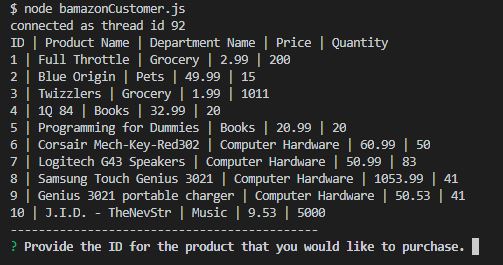 $ node bamazonCustomer.js
connected as thread id 92
ID | Product Name | Department Name | Price | Quantity
1 | Full Throttle | Grocery | 2.99 | 200
2 | Blue Origin | Pets | 49.99 | 15
3 | Twizzlers | Grocery | 1.99 | 1011
4 | 1Q 84 | Books | 32.99 | 20
5 | Programming for Dummies | Books | 20.99 | 20
6 | Corsair Mech-Key-Red302 | Computer Hardware | 60.99 | 50
7 | Logitech G43 Speakers | Computer Hardware | 50.99 | 83
8 | Samsung Touch Genius 3021 | Computer Hardware | 1053.99 | 41
9 | Genius 3021 portable charger | Computer Hardware | 50.53 | 41
10 | J.I.D. - TheNevStr | Music | 9.53 | 5000
-----------------------------------
? Provide the ID for the product that you would like to purchase.